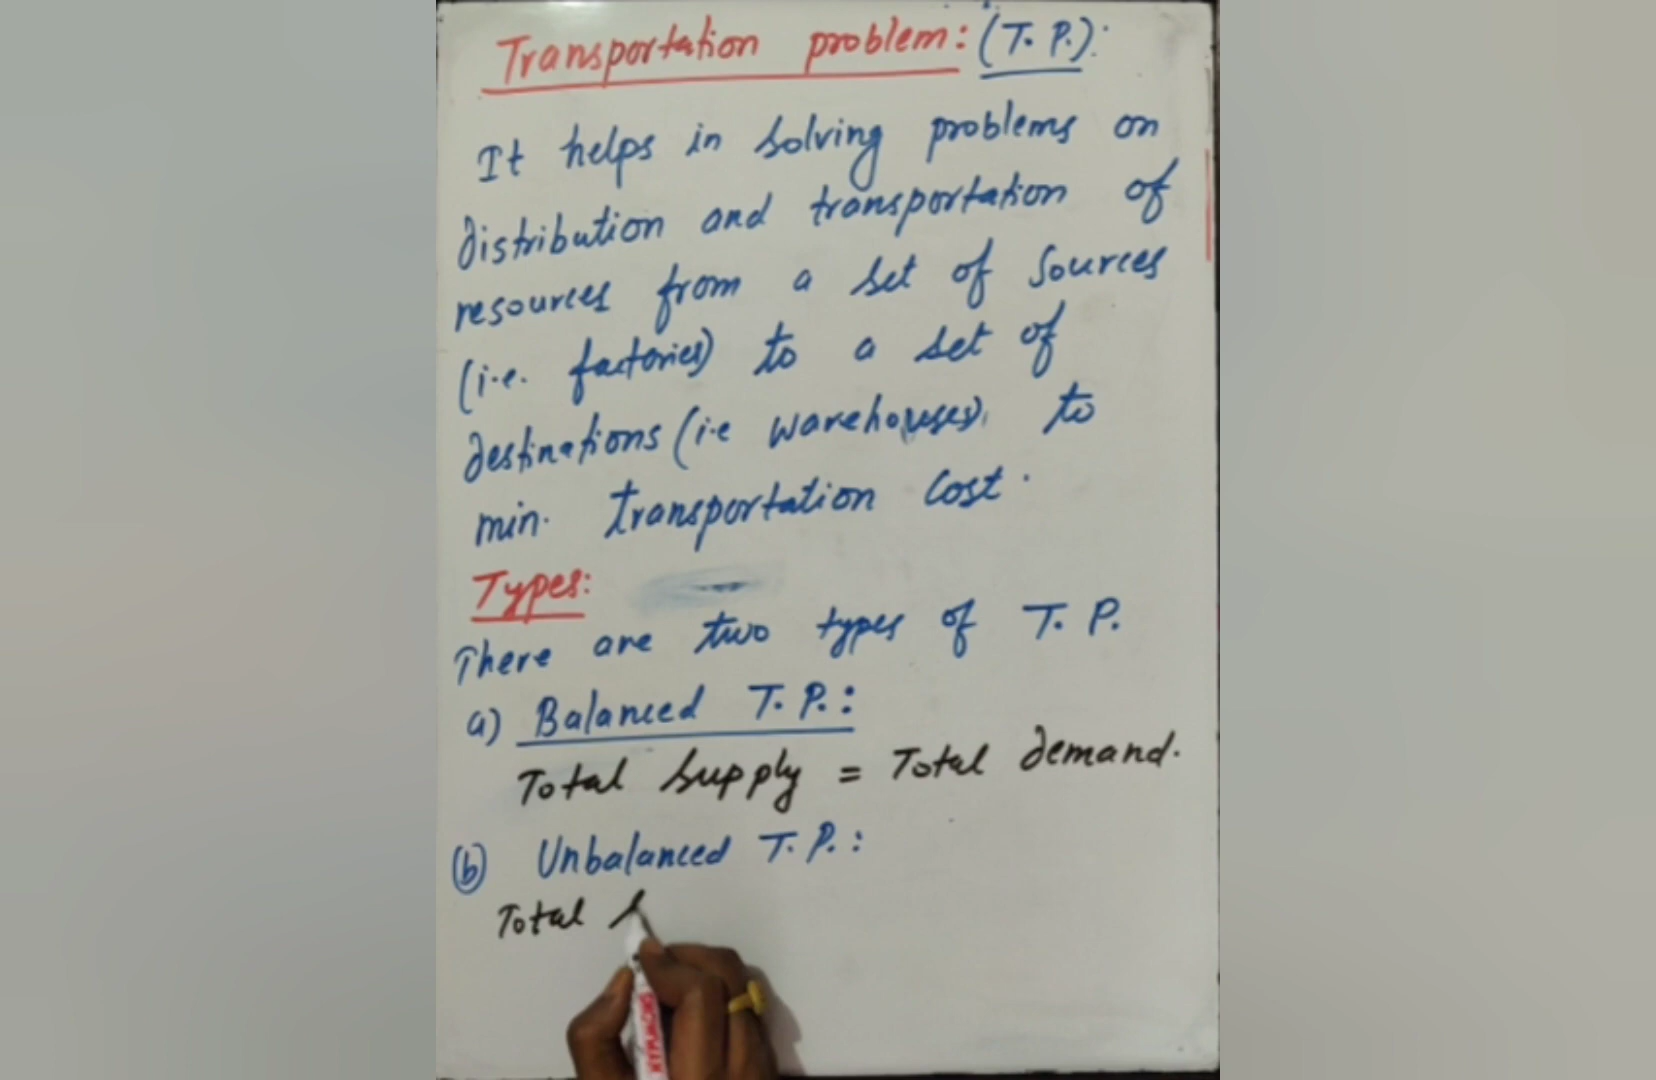 Transportation problem: (T. P.):
It helps in solving problems on
distribution and transportation of
resources from a set of sources
(i.e. factories) to a set of
destinations (i.e warehouses) to
min. transportation cost.
Types:
There are two types of T. P.
a) Balanced T. P.:
Total supply = Total demand.
(b) Unbalanced T. P.:
Total s
SNOWMAN